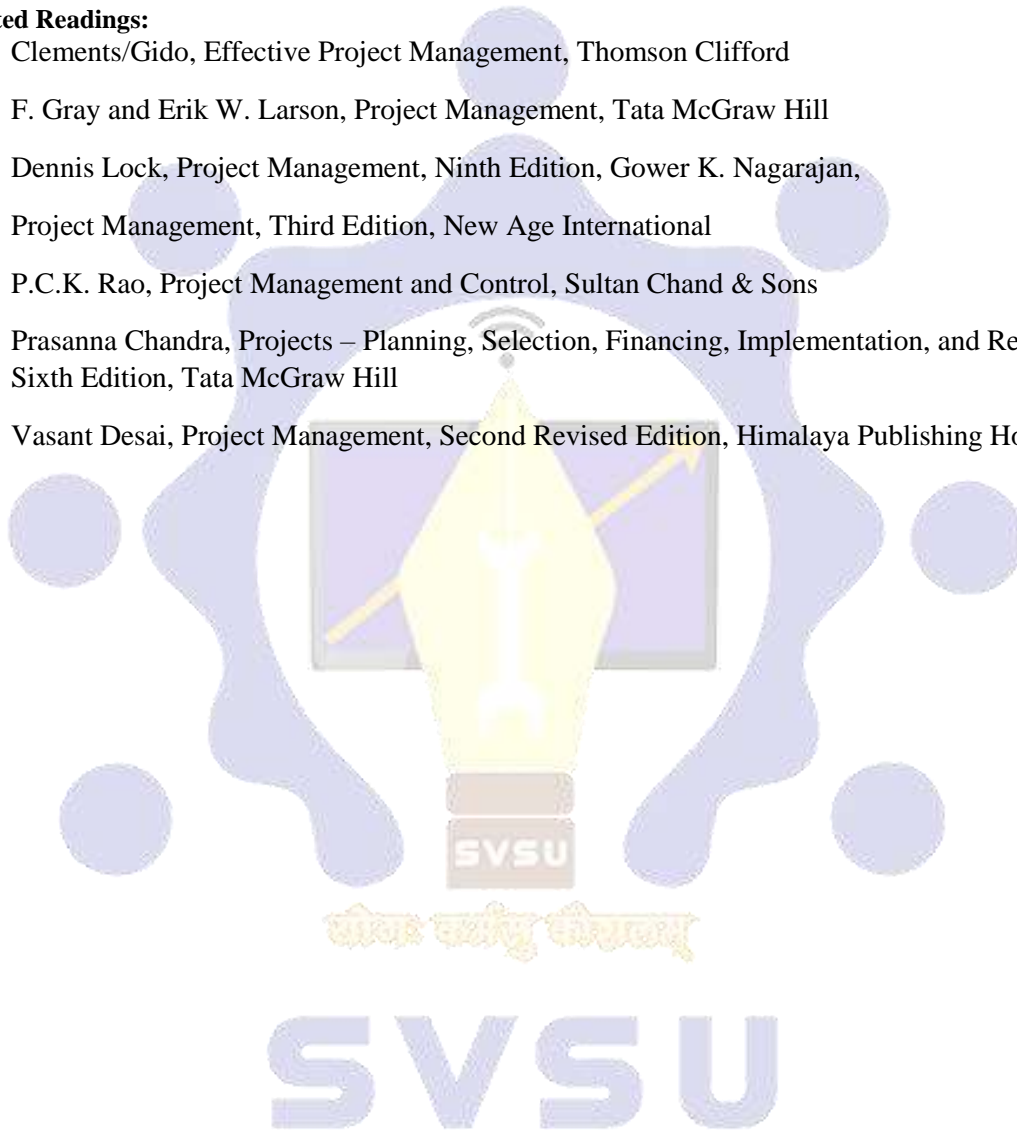 ted Readings:
Clements/Gido, Effective Project Management, Thomson Clifford
F. Gray and Erik W. Larson, Project Management, Tata McGraw Hill
Dennis Lock, Project Management, Ninth Edition, Gower K. Nagarajan,
Project Management, Third Edition, New Age International
P.C.K. Rao, Project Management and Control, Sultan Chand & Sons
Prasanna Chandra, Projects – Planning, Selection, Financing, Implementation, and Re
Sixth Edition, Tata McGraw Hill
Vasant Desai, Project Management, Second Revised Edition, Himalaya Publishing Ho
SVSU
योगः कर्मसु कौशलम्
SVSU